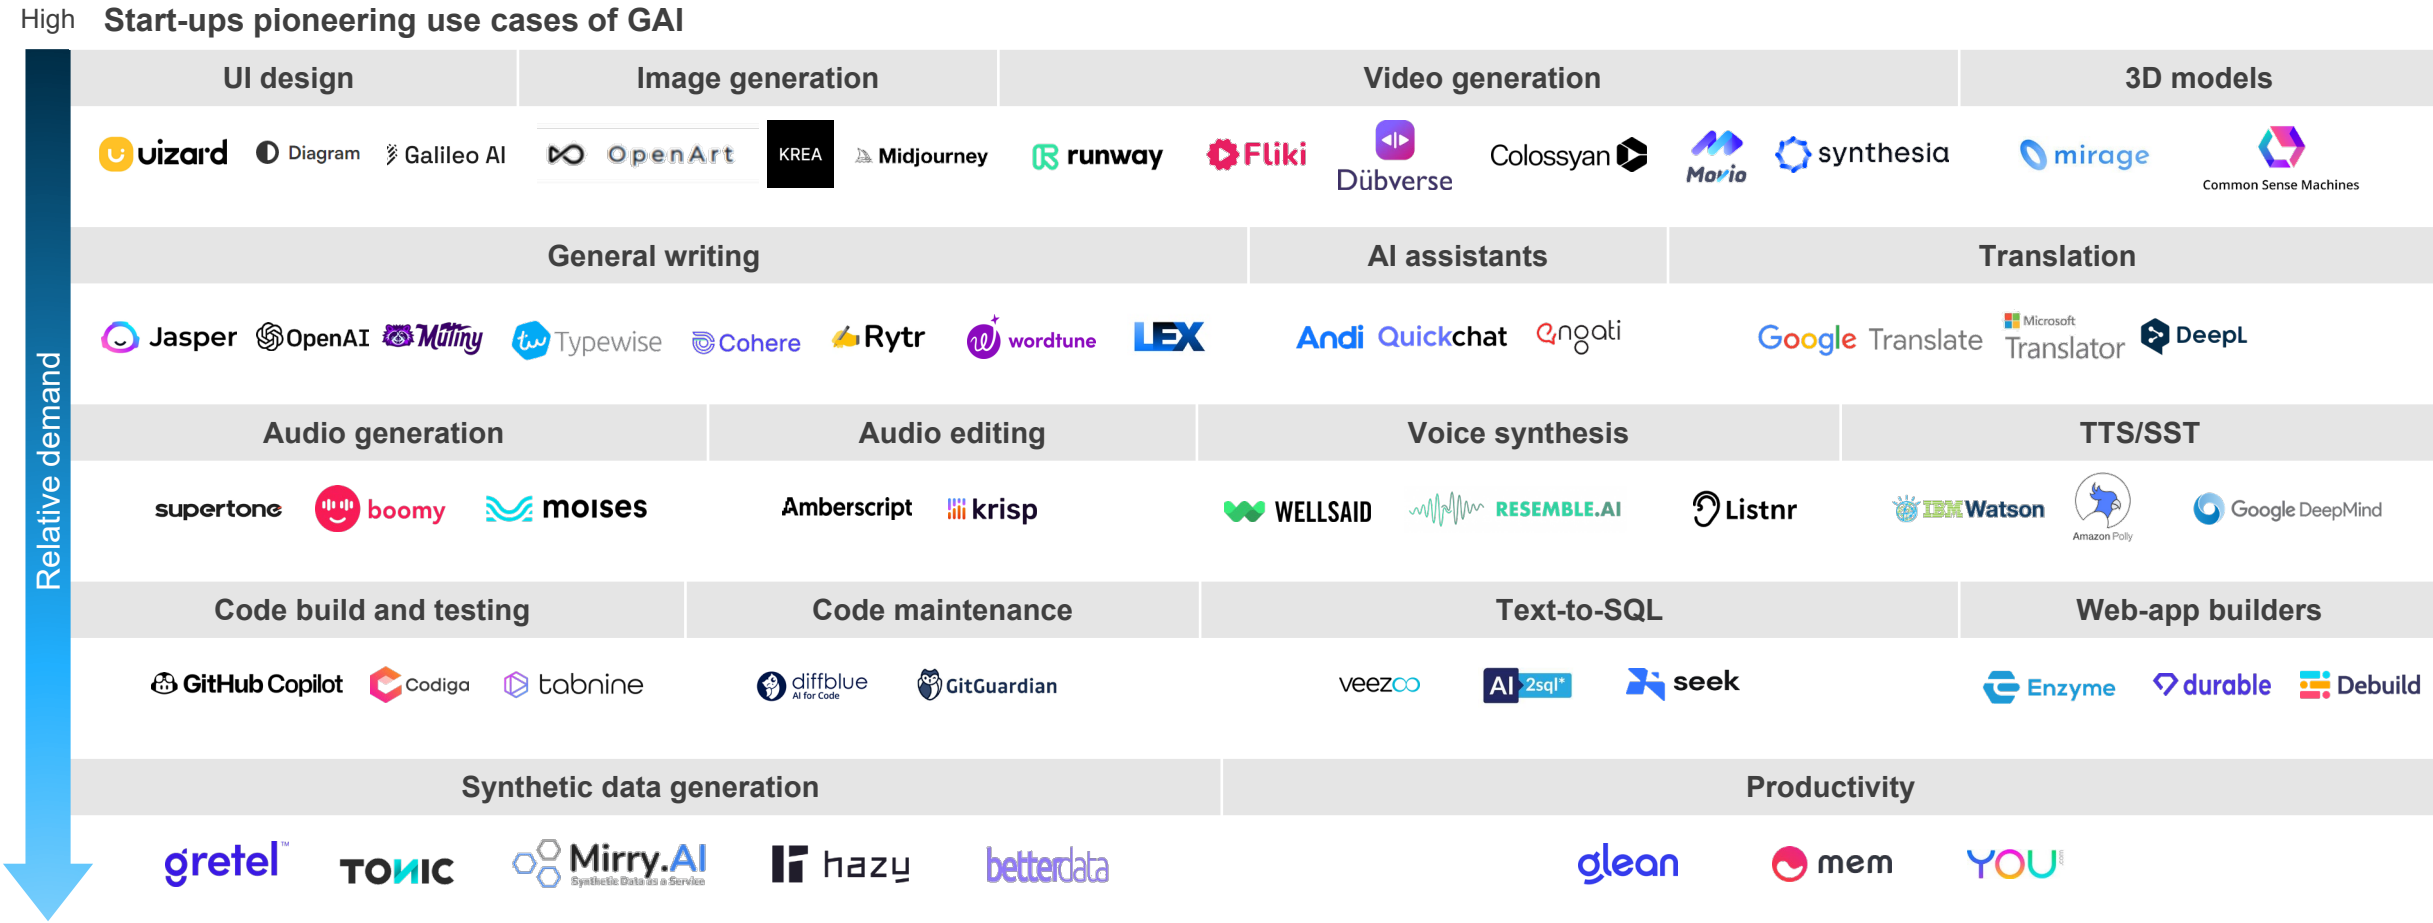 High
Start-ups pioneering use cases of GAI
Relative demand
UI design
Image generation
Video generation
3D models
uizard
Diagram
Galileo AI
OpenArt
KREA
Midjourney
runway
Fliki
Dübverse
Colossyan
Movio
synthesia
mirage
Common Sense Machines
General writing
AI assistants
Translation
Jasper
OpenAI
Mutiny
tw Typewise
Cohere
Rytr
w wordtune
LEX
Andi
Quickchat
engati
Google Translate
Microsoft
Translator
DeepL
Audio generation
Audio editing
Voice synthesis
TTS/SST
supertone
boomy
moises
Amberscript
krisp
WELLSAID
RESEMBLE.AI
Listnr
IBM Watson
Amazon Polly
Google DeepMind
Code build and testing
Code maintenance
Text-to-SQL
Web-app builders
GitHub Copilot
Codiga
tabnine
diffblue
AI for Code
GitGuardian
veezoo
AI 2sql*
seek
Enzyme
durable
Debuild
Synthetic data generation
Productivity
gretel™
TONIC
Mirry.AI
Synthetic Data as a Service
hazy
betterdata
glean
mem
YOU.com